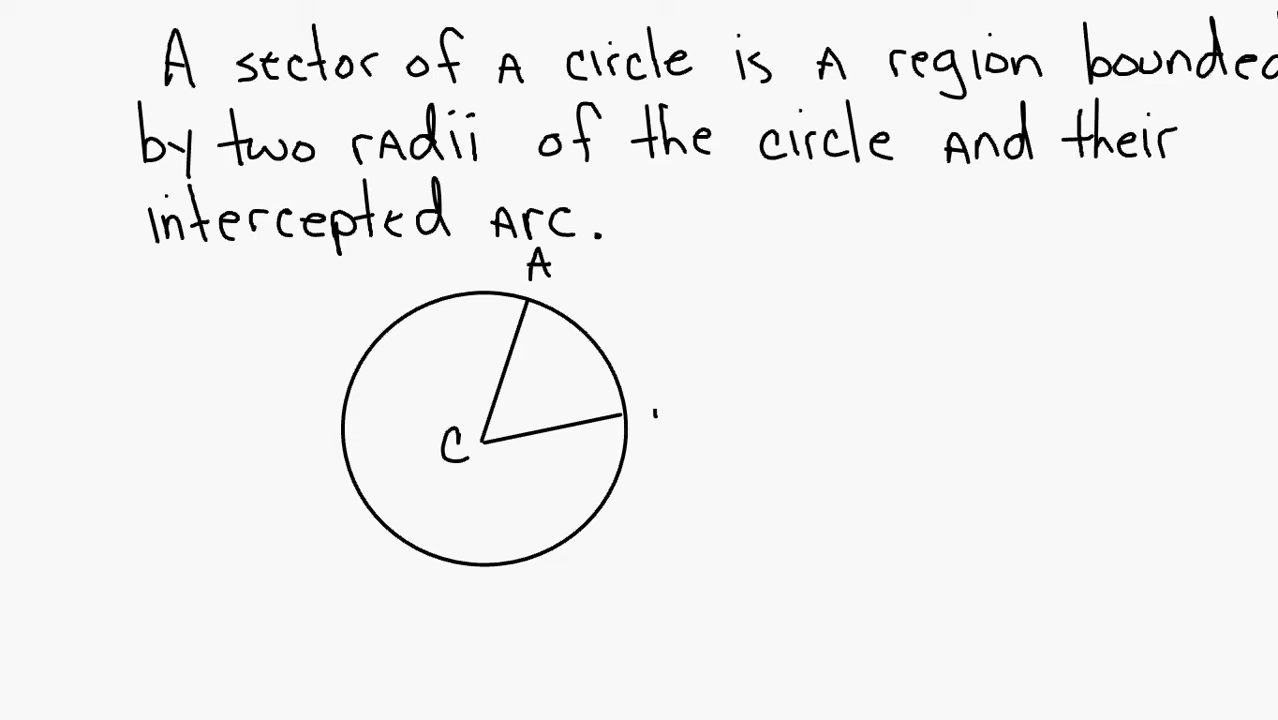 A sector of A circle is A region bounded
by two rAdii of the circle And their
intercepted Arc.
A
C